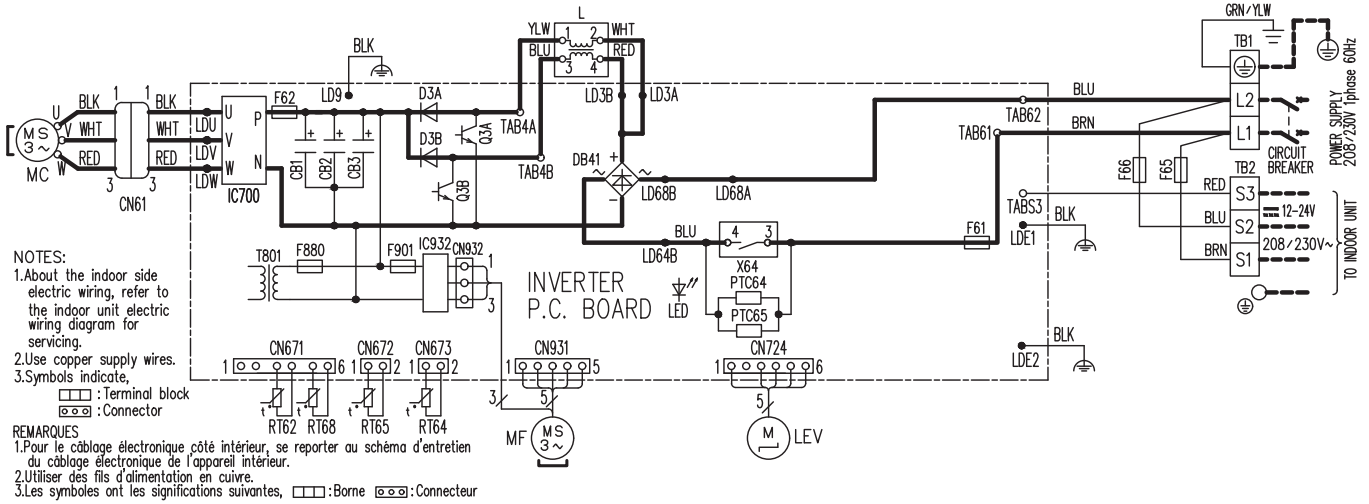 GRN/YLW
L
YLW
1
2
WHT
BLU
RED
3
4
TB1
BLK
L2
L1
BLU
BRN
TAB62
TAB61
CIRCUIT
BREAKER
POWER SUPPLY
208/230V 1phase 60Hz
LD9
F62
D3A
D3B
Q3A
Q3B
TAB4A
TAB4B
LD3B
LD3A
MS
3~
MC
U
V
W
BLK
WHT
RED
1
1
3
3
CN61
BLK
WHT
RED
LDU
LDV
LDW
U
V
W
P
N
IC700
+
+
+
CB1
CB2
CB3
DB41
+
~
~
−
LD68B
LD68A
F66
F65
TB2
RED
S3
12-24V
BLU
S2
208/230V~
BRN
S1
TO INDOOR UNIT
TABS3
BLK
LDE1
BLU
LD64B
4
3
X64
PTC64
PTC65
F61
LED
INVERTER
P.C. BOARD
T801
F880
F901
IC932
CN932
1
3
BLK
LDE2
NOTES:
1.About the indoor side
electric wiring, refer to
the indoor unit electric
wiring diagram for
servicing.
2.Use copper supply wires.
3.Symbols indicate,
: Terminal block
: Connector
CN671
1
6
CN672
1
2
CN673
1
2
CN931
1
5
CN724
1
6
t°
t°
t°
t°
RT62
RT68
RT65
RT64
3
5
5
MF
MS
3~
M
LEV
REMARQUES
1.Pour le câblage électronique côté intérieur, se reporter au schéma d'entretien
du câblage électronique de l'appareil intérieur.
2.Utiliser des fils d'alimentation en cuivre.
3.Les symboles ont les significations suivantes, :Borne :Connecteur